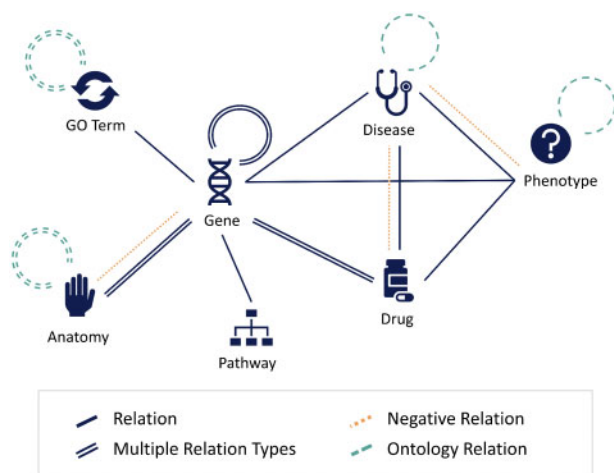 GO Term
Disease
Phenotype
Gene
Anatomy
Drug
Pathway
Relation
Negative Relation
Multiple Relation Types
Ontology Relation